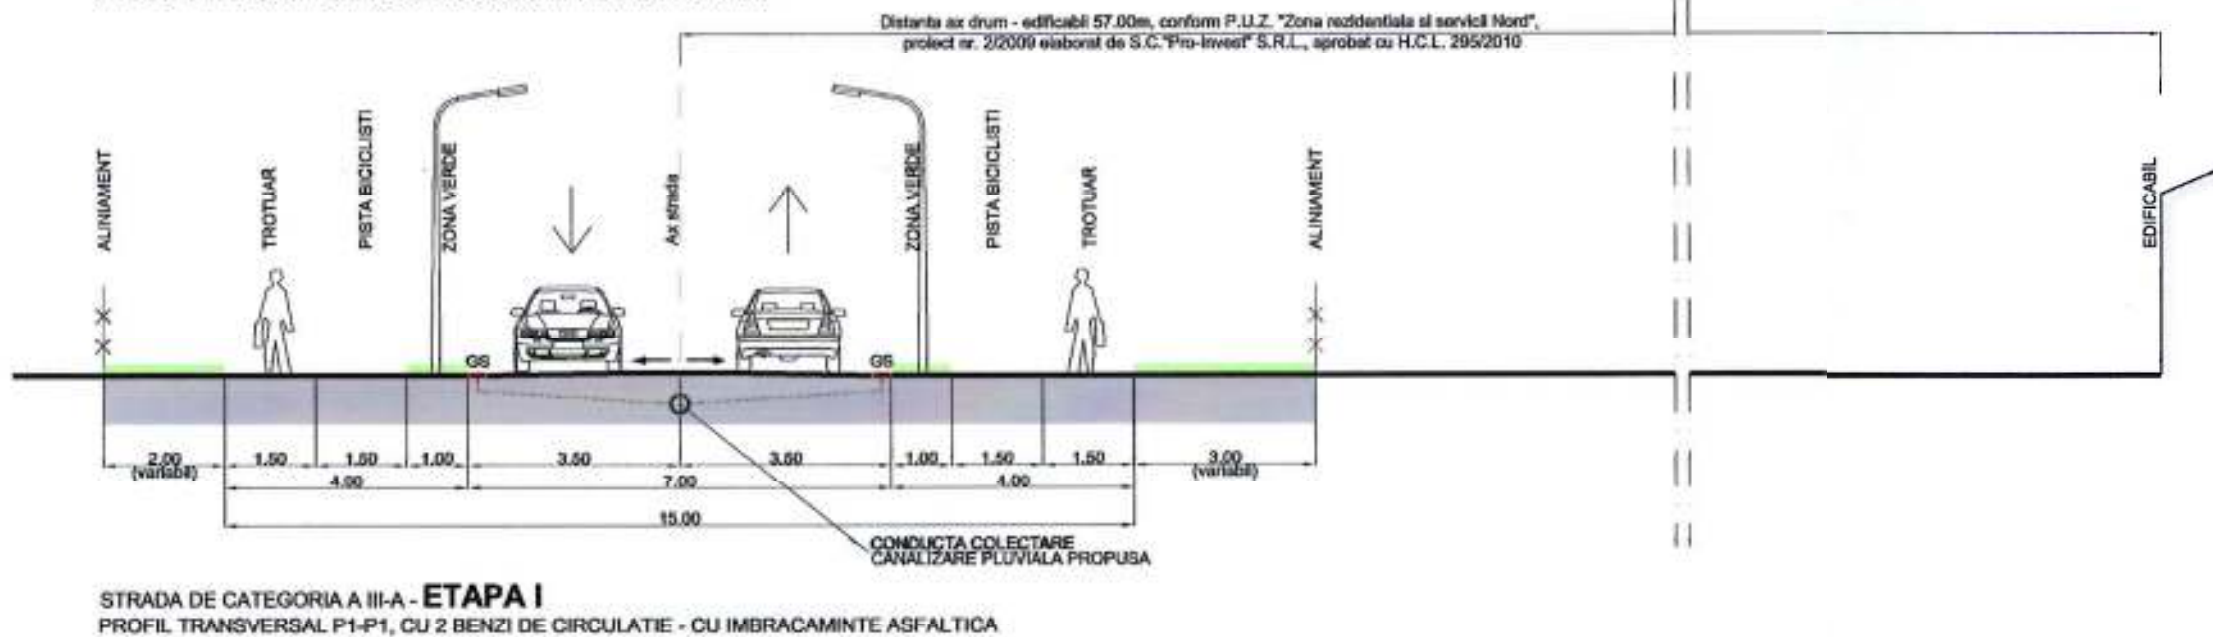 Distanta ax drum - edificabil 57.00m, conform P.U.Z. "Zona rezidentiala si servicii Nord",
proiect nr. 2/2009 elaborat de S.C."Pro-Invest" S.R.L., aprobat cu H.C.L. 295/2010
ALINIAMENT
TROTUAR
PISTA BICICLISTI
ZONA VERDE
Ax strada
ZONA VERDE
PISTA BICICLISTI
TROTUAR
ALINIAMENT
EDIFICABIL
GS
GS
2.00 1.50 1.50 1.00 3.50 3.50 1.00 1.50 1.50 3.00
(variabil) (variabil)
4.00 7.00 4.00
15.00
CONDUCTA COLECTARE
CANALIZARE PLUVIALA PROPUSA
STRADA DE CATEGORIA A III-A - ETAPA I
PROFIL TRANSVERSAL P1-P1, CU 2 BENZI DE CIRCULATIE - CU IMBRACAMINTE ASFALTICA